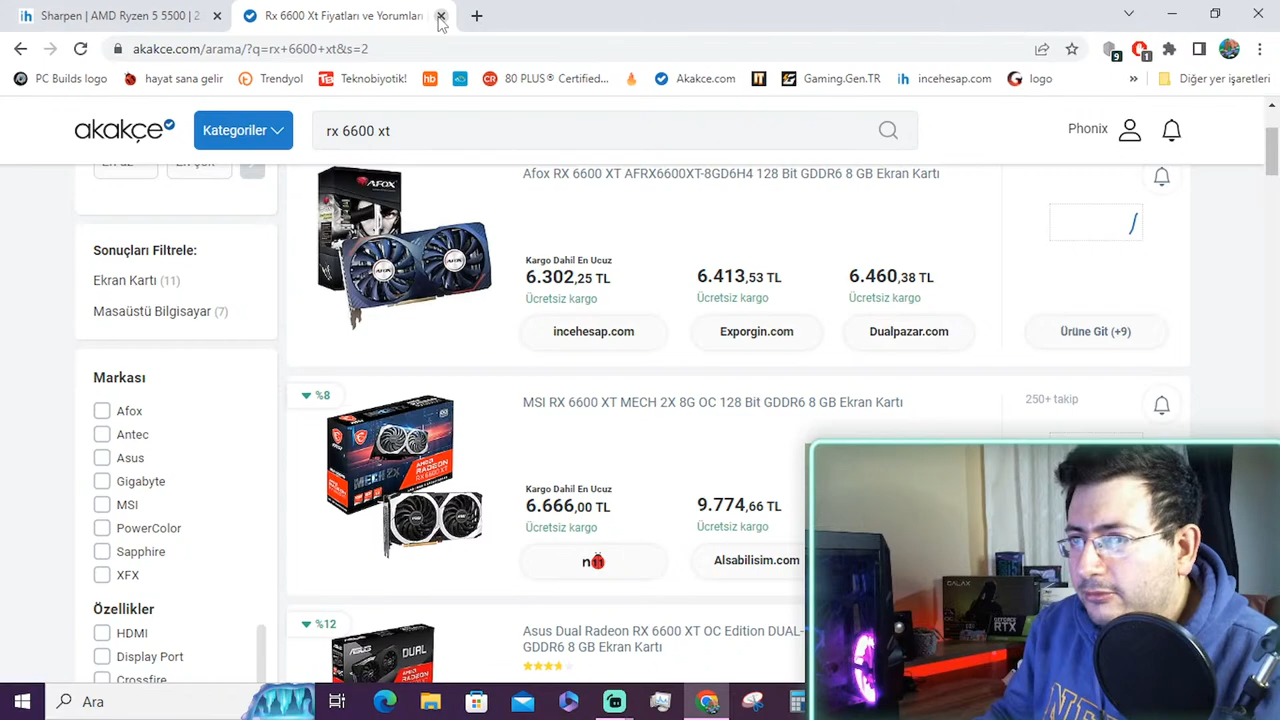 Sharpen | AMD Ryzen 5 5500 | 2
Rx 6600 Xt Fiyatları ve Yorumları
akakce.com/arama/?q=rx+6600+xt&s=2
PC Builds logo
hayat sana gelir
Trendyol
Teknobiyotik!
hb
80 PLUS® Certified...
Akakce.com
Gaming.Gen.TR
incehesap.com
logo
Diğer yer işaretleri
akakçe
Kategoriler
rx 6600 xt
Phonix
Sonuçları Filtrele:
Ekran Kartı (11)
Masaüstü Bilgisayar (7)
Markası
Afox
Antec
Asus
Gigabyte
MSI
PowerColor
Sapphire
XFX
Özellikler
HDMI
Display Port
Crossfire
Afox RX 6600 XT AFRX6600XT-8GD6H4 128 Bit GDDR6 8 GB Ekran Kartı
Kargo Dahil En Ucuz
6.302,25 TL
6.413,53 TL
6.460,38 TL
Ücretsiz kargo
Ücretsiz kargo
Ücretsiz kargo
incehesap.com
Exporgin.com
Dualpazar.com
Ürüne Git (+9)
%8
MSI RX 6600 XT MECH 2X 8G OC 128 Bit GDDR6 8 GB Ekran Kartı
250+ takip
Kargo Dahil En Ucuz
6.666,00 TL
9.774,66 TL
Ücretsiz kargo
Ücretsiz kargo
n11
Alsabilisim.com
%12
Asus Dual Radeon RX 6600 XT OC Edition DUAL-
GDDR6 8 GB Ekran Kartı
AFOX
MECH 2X
DUAL
GALAX
GEFORCE
RTX
Ara